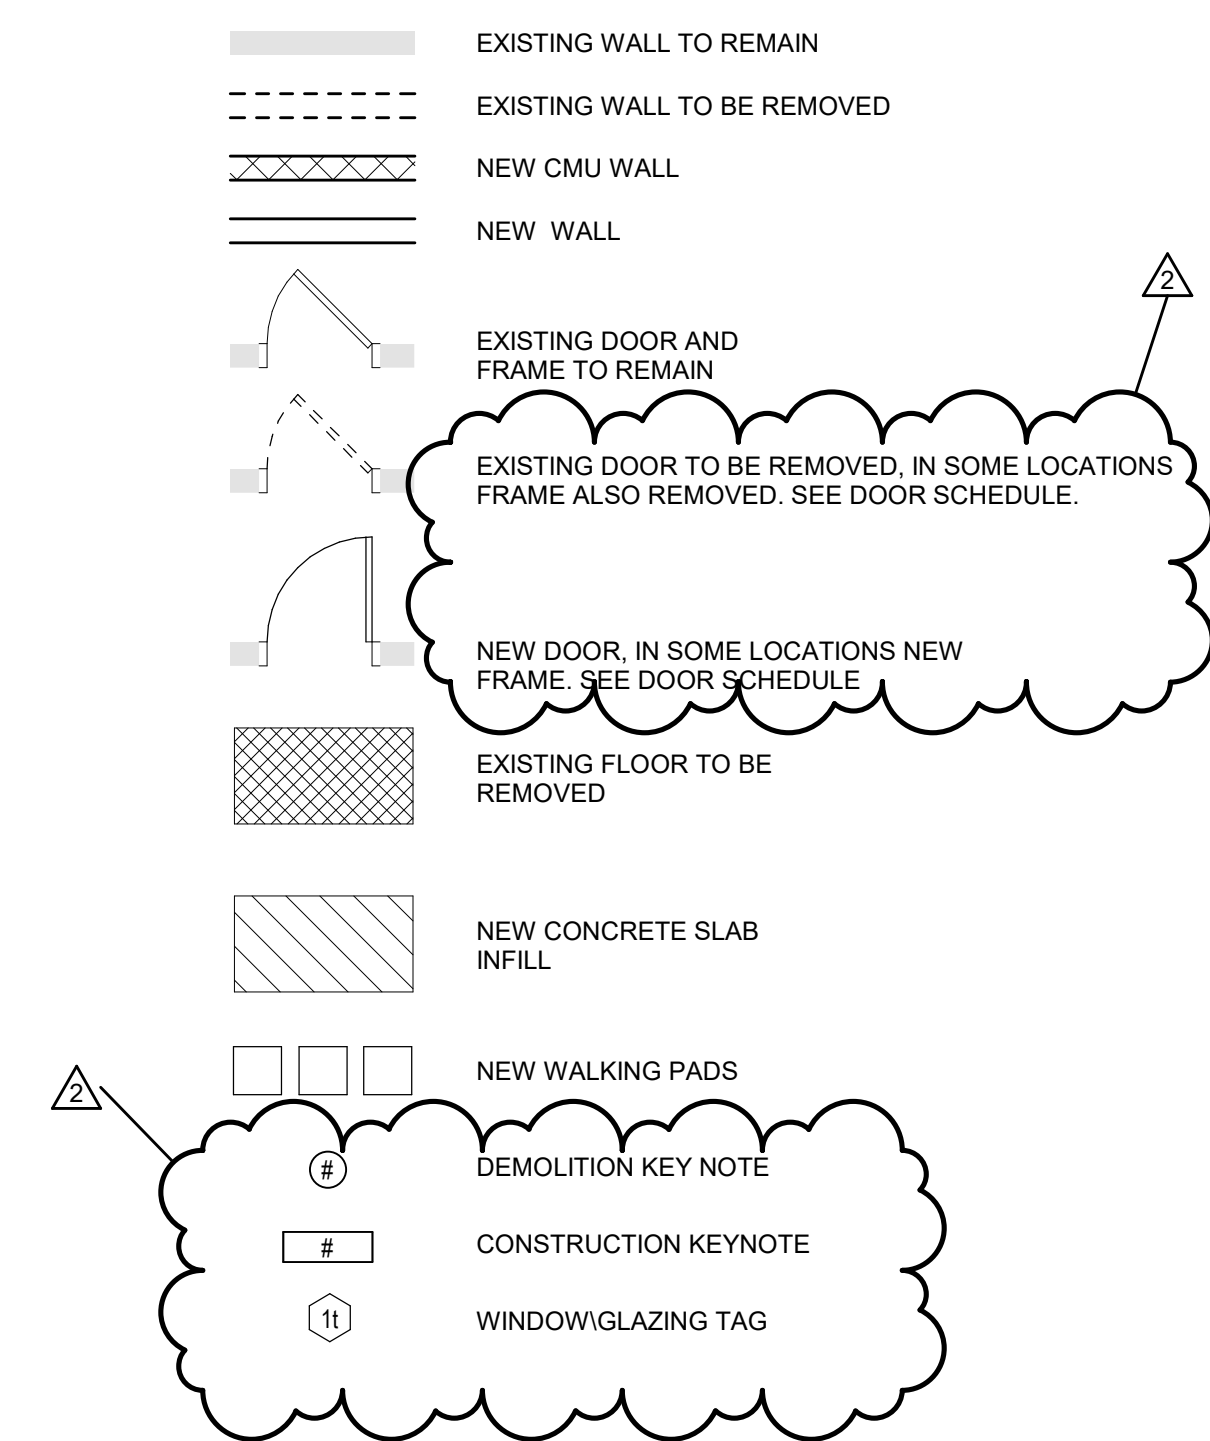 EXISTING WALL TO REMAIN
EXISTING WALL TO BE REMOVED
NEW CMU WALL
NEW WALL
2
EXISTING DOOR AND
FRAME TO REMAIN
EXISTING DOOR TO BE REMOVED, IN SOME LOCATIONS
FRAME ALSO REMOVED. SEE DOOR SCHEDULE.
NEW DOOR, IN SOME LOCATIONS NEW
FRAME. SEE DOOR SCHEDULE
EXISTING FLOOR TO BE
REMOVED
NEW CONCRETE SLAB
INFILL
NEW WALKING PADS
2
# DEMOLITION KEY NOTE
# CONSTRUCTION KEYNOTE
1t WINDOW\GLAZING TAG